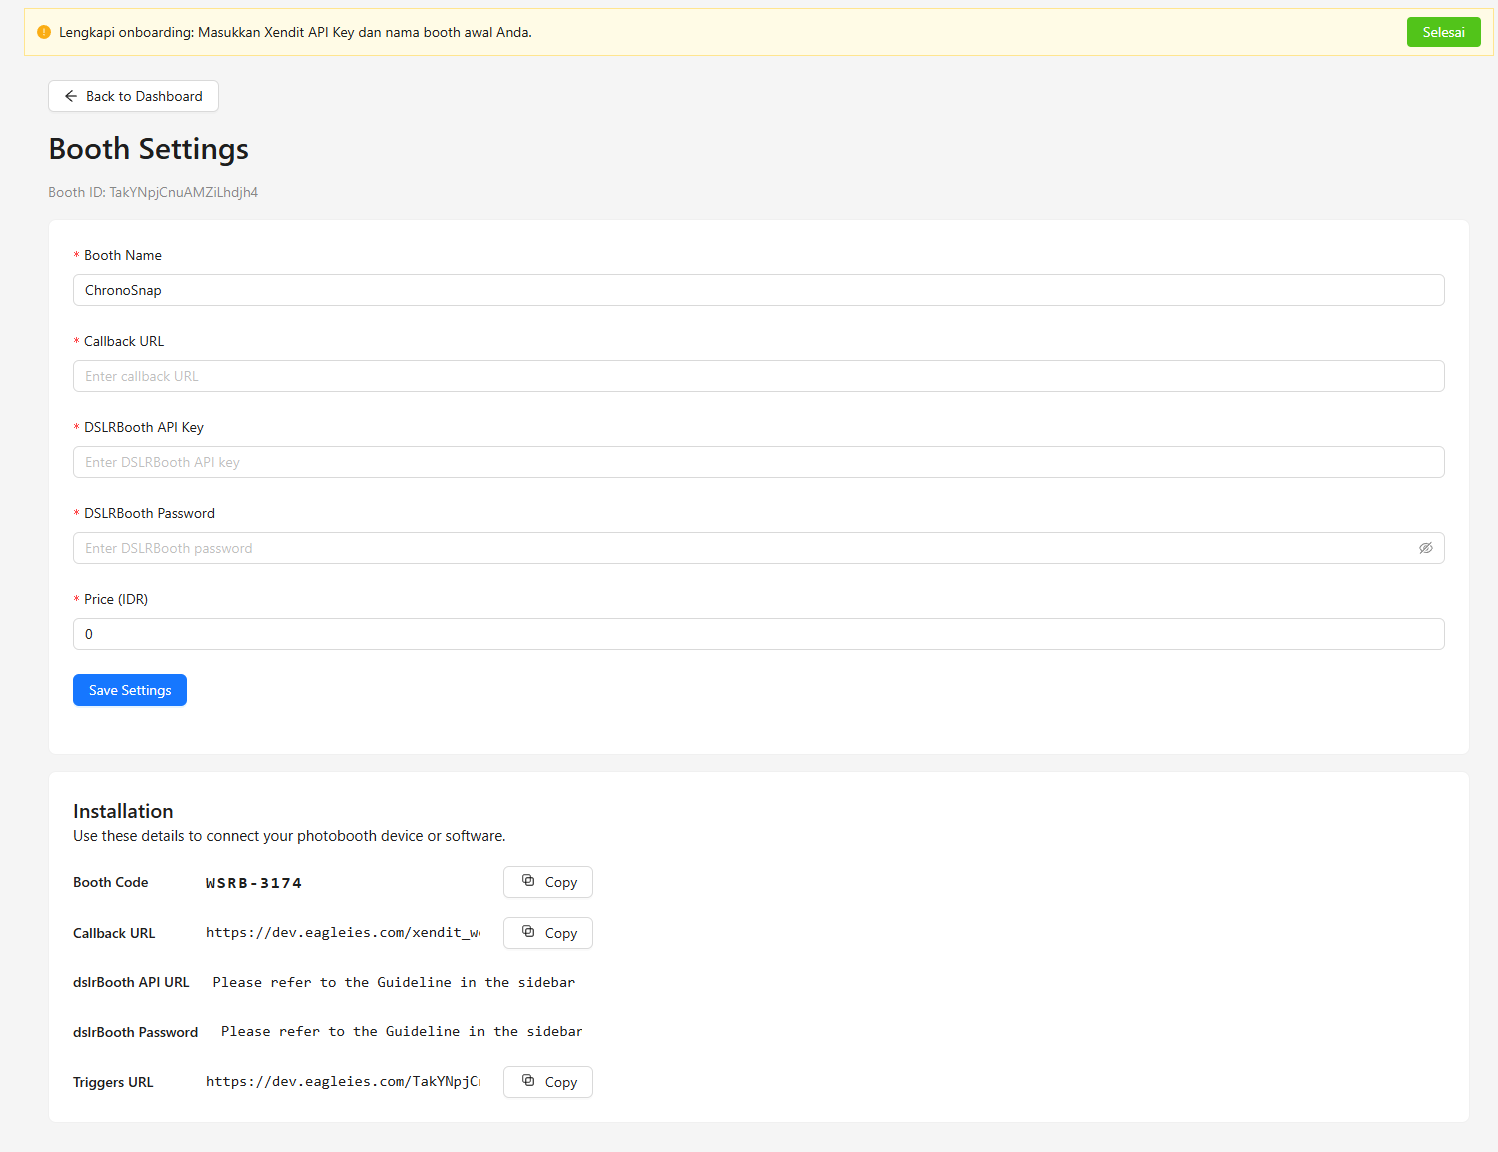 Lengkapi onboarding: Masukkan Xendit API Key dan nama booth awal Anda.
Selesai
Back to Dashboard
Booth Settings
Booth ID: TakYNpjCnuAMZiLhdjh4
* Booth Name
ChronoSnap
* Callback URL
Enter callback URL
* DSLRBooth API Key
Enter DSLRBooth API key
* DSLRBooth Password
Enter DSLRBooth password
* Price (IDR)
0
Save Settings
Installation
Use these details to connect your photobooth device or software.
Booth Code WSRB-3174 Copy
Callback URL https://dev.eagleies.com/xendit_w Copy
dslrBooth API URL Please refer to the Guideline in the sidebar
dslrBooth Password Please refer to the Guideline in the sidebar
Triggers URL https://dev.eagleies.com/TakYNpjC Copy